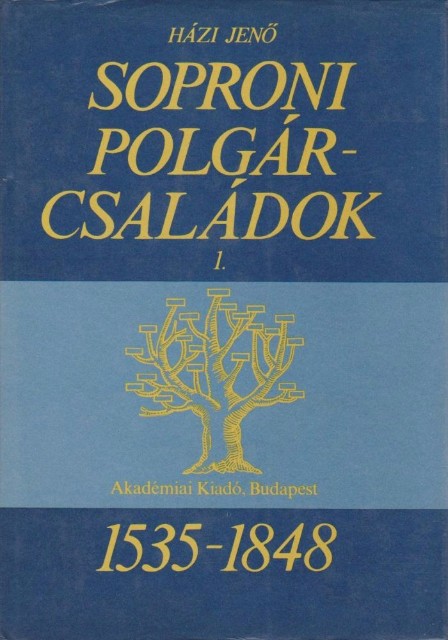 HÁZI JENŐ
SOPRONI
POLGÁR-
CSALÁDOK
1.
Akadémiai Kiadó, Budapest
1535-1848